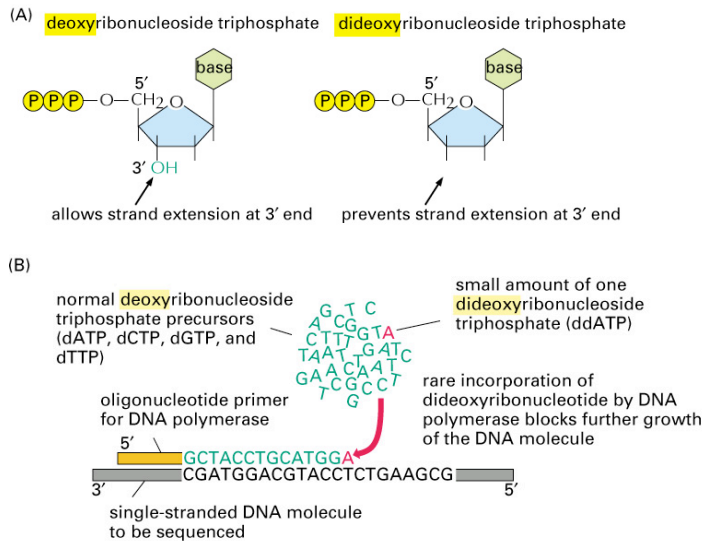 (A)
deoxyribonucleoside triphosphate
dideoxyribonucleoside triphosphate
base
5′
P P P O CH2 O
3′ OH
allows strand extension at 3′ end
base
5′
P P P O CH2 O
prevents strand extension at 3′ end
(B)
normal deoxyribonucleoside
triphosphate precursors
(dATP, dCTP, dGTP, and
dTTP)
small amount of one
dideoxyribonucleoside
triphosphate (ddATP)
rare incorporation of
dideoxyribonucleotide by DNA
polymerase blocks further growth
of the DNA molecule
oligonucleotide primer
for DNA polymerase
5′
GCTACCTGCATGGA
CGATGGACGTACCTCTGAAGCG
3′
5′
single-stranded DNA molecule
to be sequenced